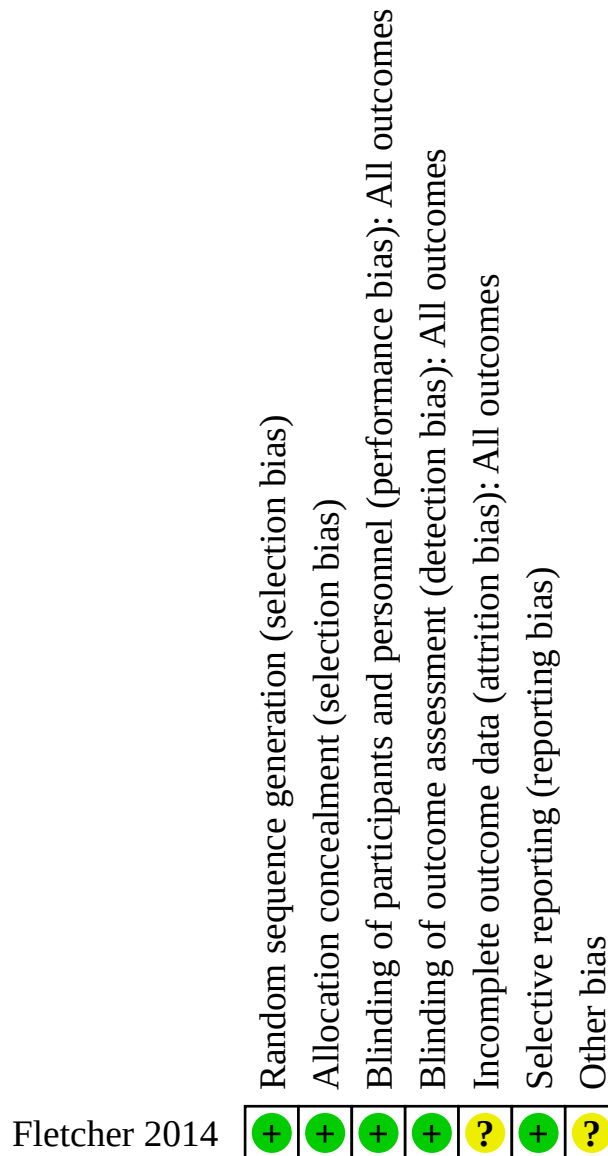 Random sequence generation (selection bias)
Allocation concealment (selection bias)
Blinding of participants and personnel (performance bias): All outcomes
Blinding of outcome assessment (detection bias): All outcomes
Incomplete outcome data (attrition bias): All outcomes
Selective reporting (reporting bias)
Other bias
Fletcher 2014 + + + + ? + ?